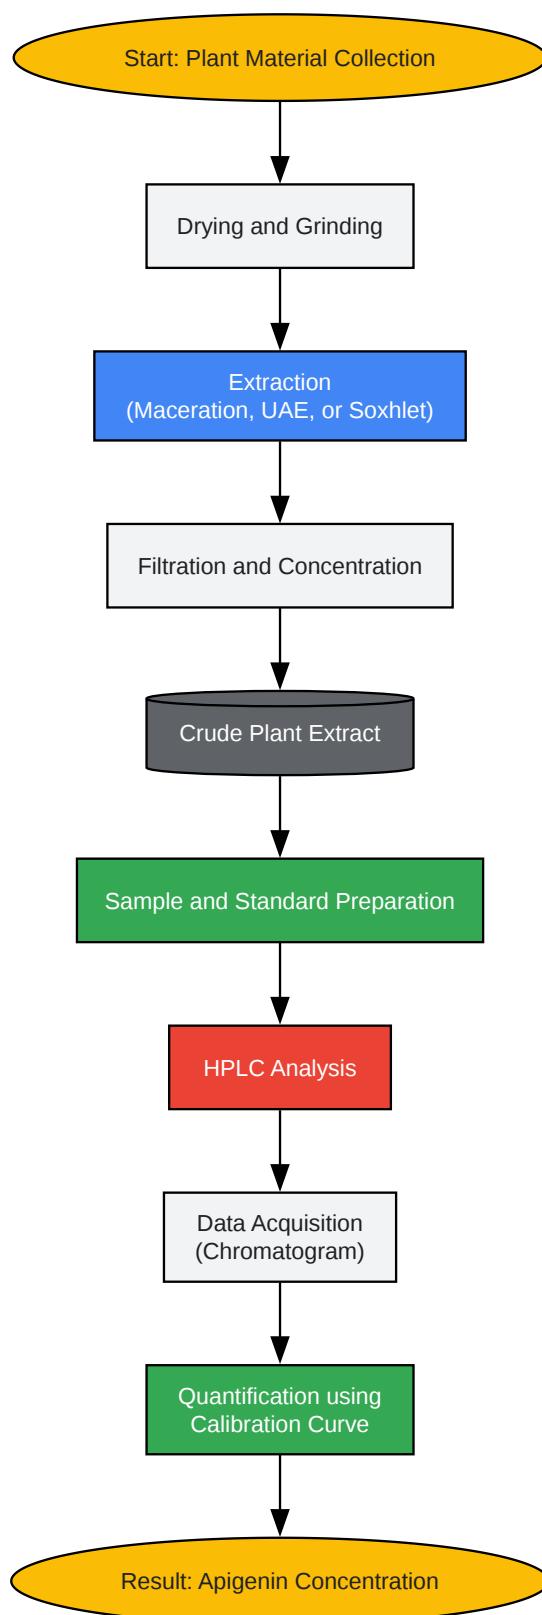 Start: Plant Material Collection
Drying and Grinding
Extraction
(Maceration, UAE, or Soxhlet)
Filtration and Concentration
Crude Plant Extract
Sample and Standard Preparation
HPLC Analysis
Data Acquisition
(Chromatogram)
Quantification using
Calibration Curve
Result: Apigenin Concentration